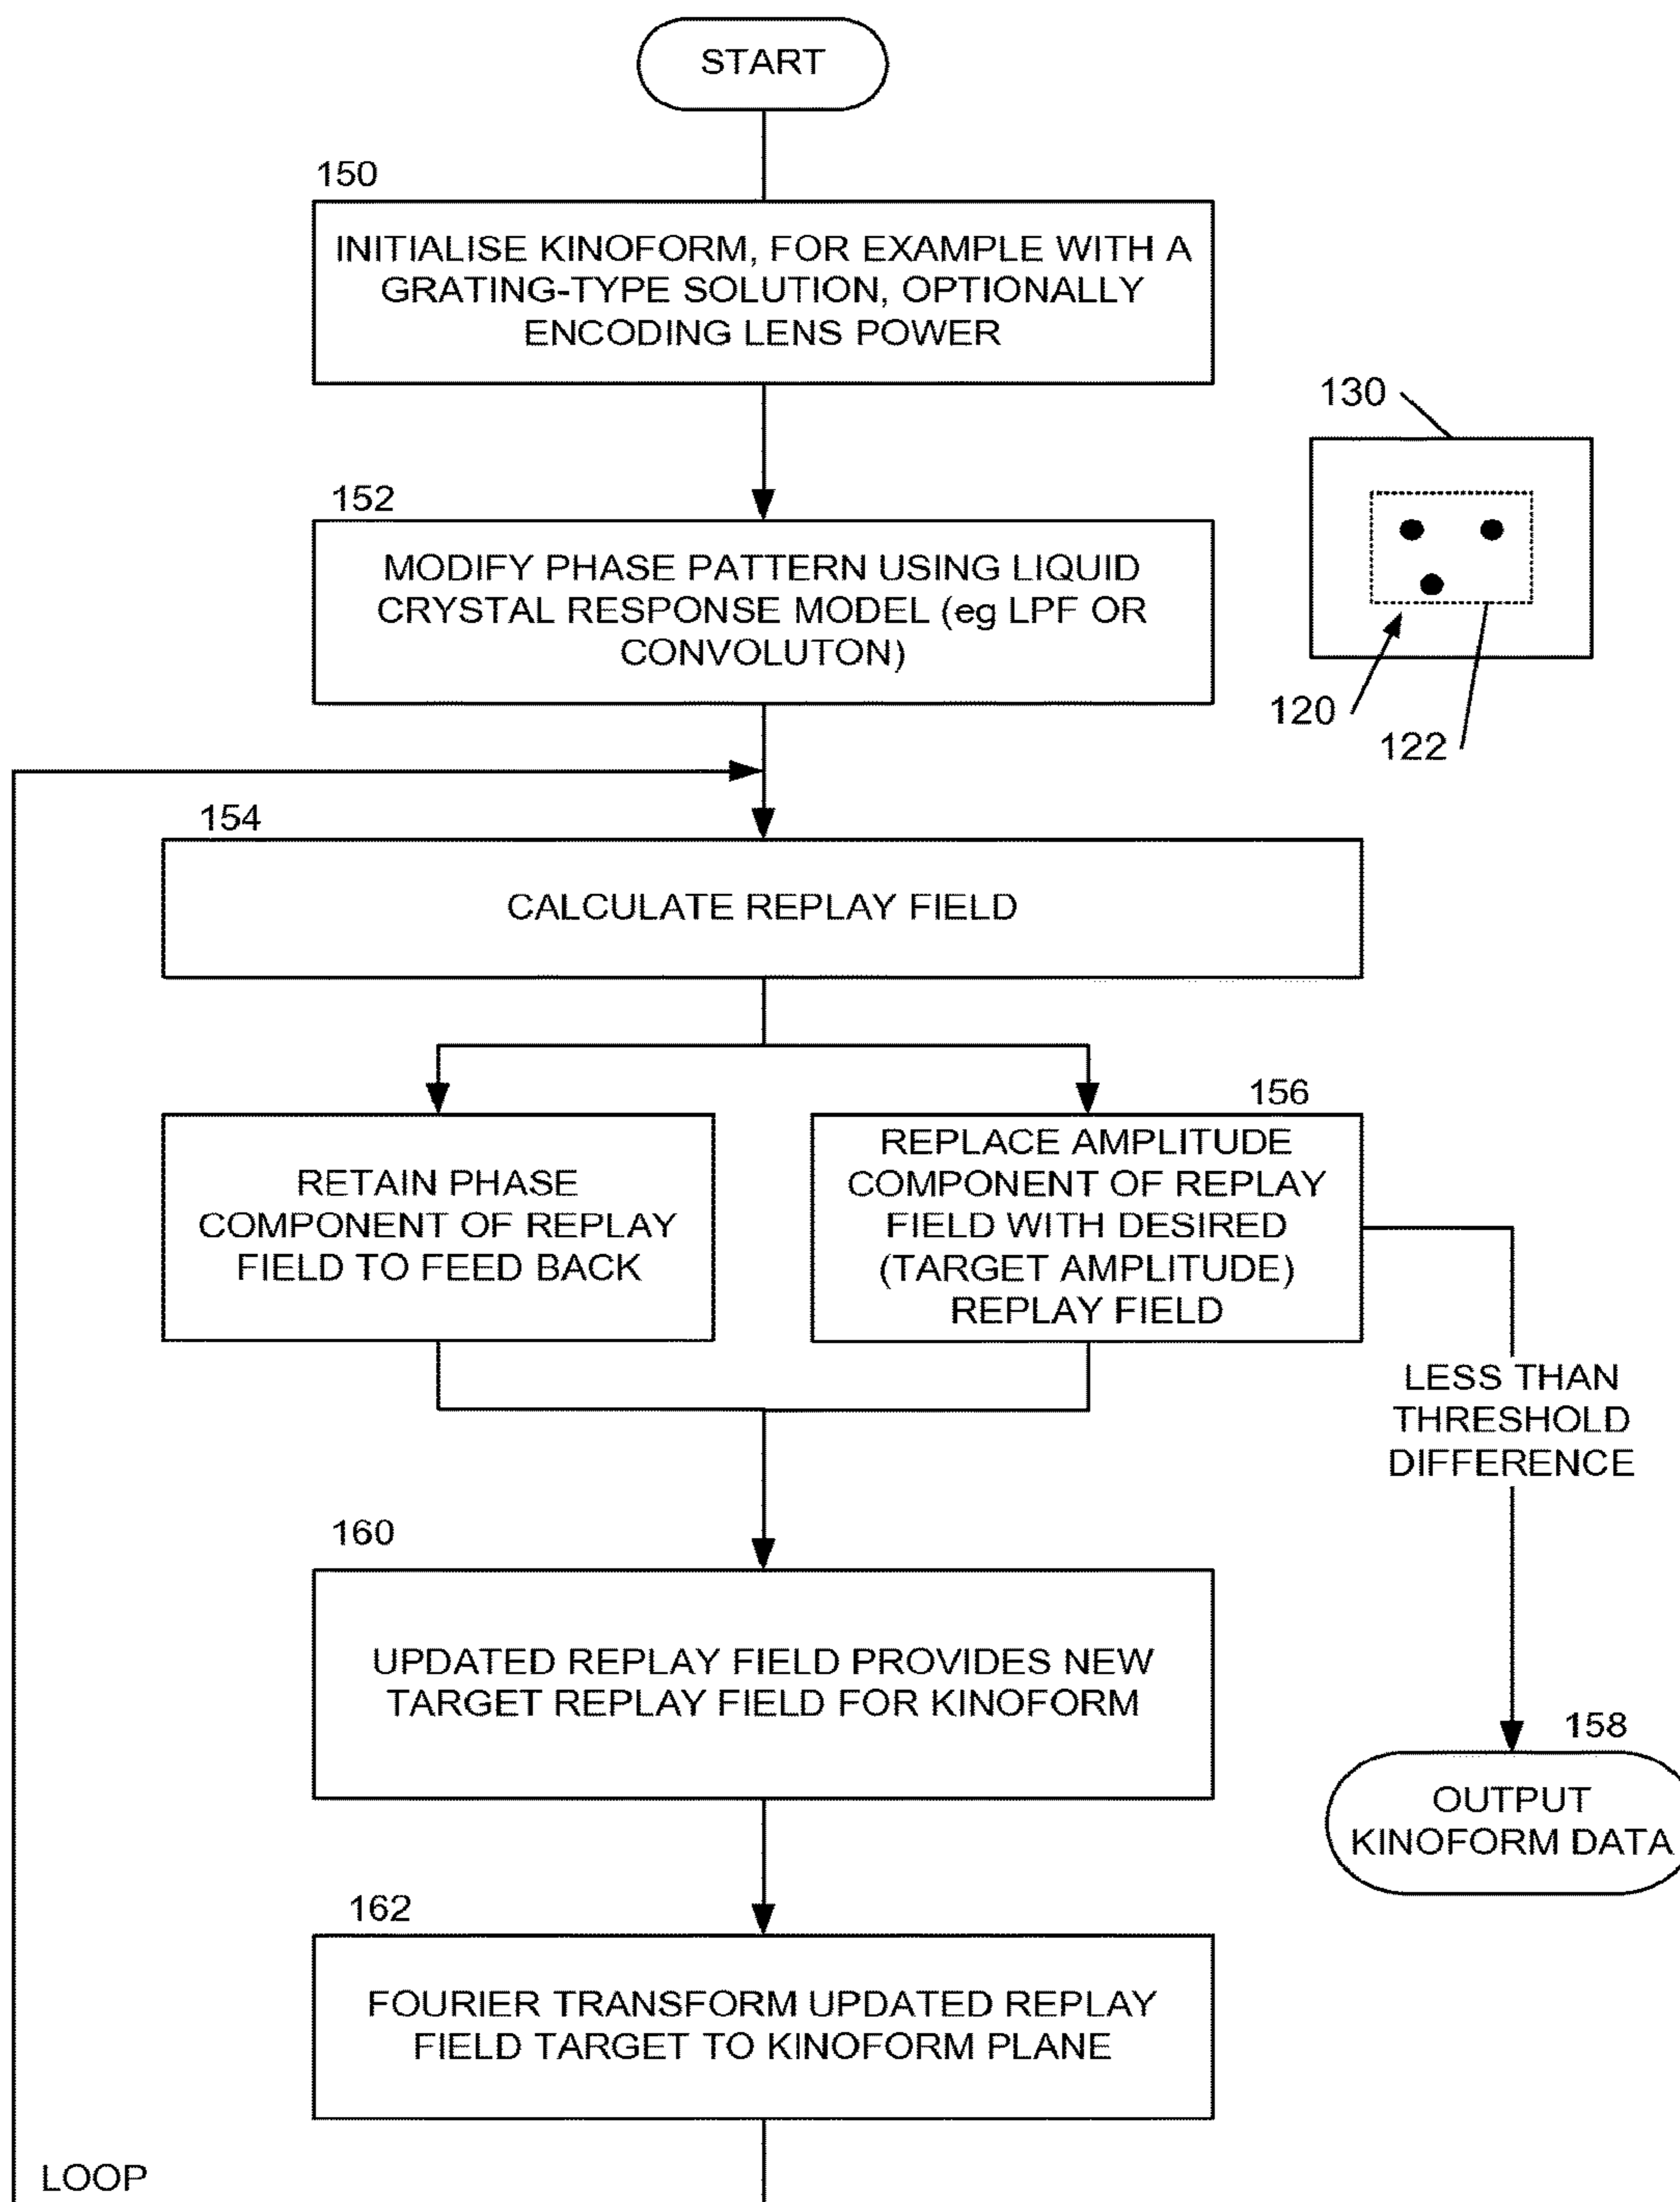 START
150
INITIALISE KINOFORM, FOR EXAMPLE WITH A
GRATING-TYPE SOLUTION, OPTIONALLY
ENCODING LENS POWER
130
152
MODIFY PHASE PATTERN USING LIQUID
CRYSTAL RESPONSE MODEL (eg LPF OR
CONVOLUTON)
120
122
154
CALCULATE REPLAY FIELD
RETAIN PHASE
COMPONENT OF REPLAY
FIELD TO FEED BACK
156
REPLACE AMPLITUDE
COMPONENT OF REPLAY
FIELD WITH DESIRED
(TARGET AMPLITUDE)
REPLAY FIELD
LESS THAN
THRESHOLD
DIFFERENCE
160
UPDATED REPLAY FIELD PROVIDES NEW
TARGET REPLAY FIELD FOR KINOFORM
158
OUTPUT
KINOFORM DATA
162
FOURIER TRANSFORM UPDATED REPLAY
FIELD TARGET TO KINOFORM PLANE
LOOP